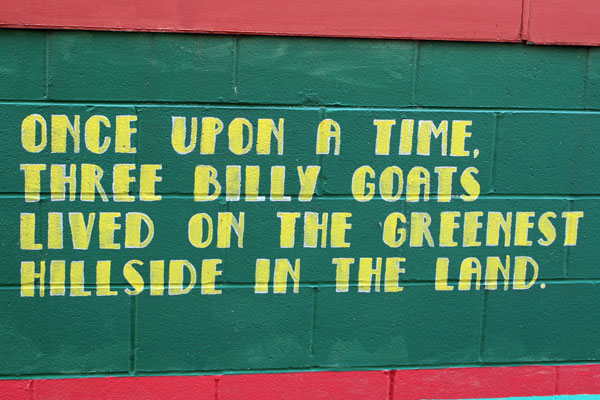 ONCE UPON A TIME,
THREE BILLY GOATS
LIVED ON THE GREENEST
HILLSIDE IN THE LAND.